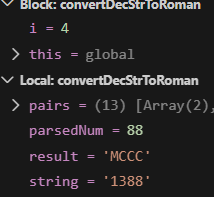 Block: convertDecStrToRoman
i = 4
this = global
Local: convertDecStrToRoman
pairs = (13) [Array(2),
parsedNum = 88
result = 'MCCC'
string = '1388'